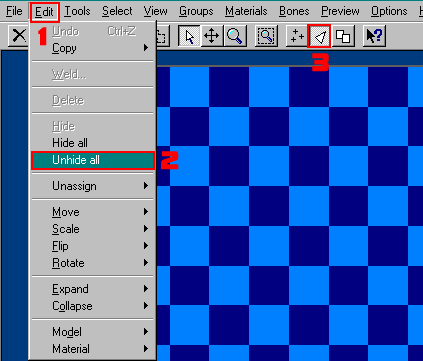 File Edit Tools Select View Groups Materials Bones Preview Options H
1
Undo Ctrl+Z
Copy
3
Weld...
Delete
Hide
Hide all
Unhide all 2
Unassign
Move
Scale
Flip
Rotate
Expand
Collapse
Model
Material